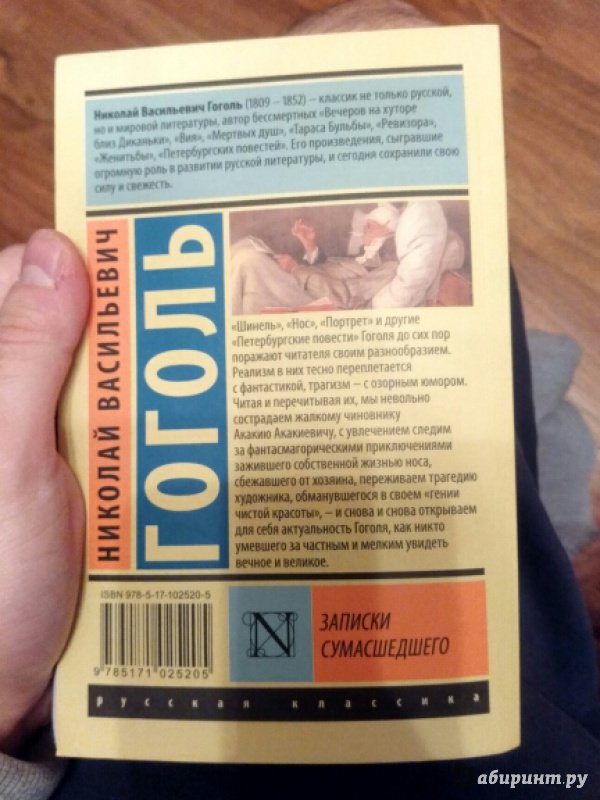 Николай Васильевич Гоголь (1809 – 1852) – классик не только русской,
но и мировой литературы, автор бессмертных «Вечеров на хуторе
близ Диканьки», «Вия», «Мертвых душ», «Тараса Бульбы», «Ревизора»,
«Женитьбы», «Петербургских повестей». Его произведения, сыгравшие
огромную роль в развитии русской литературы, и сегодня сохранили свою
силу и свежесть.
НИКОЛАЙ ВАСИЛЬЕВИЧ
ГОГОЛЬ
«Шинель», «Нос», «Портрет» и другие
«Петербургские повести» Гоголя до сих пор
поражают читателя своим разнообразием.
Реализм в них тесно переплетается
с фантастикой, трагизм – с озорным юмором.
Читая и перечитывая их, мы невольно
сострадаем жалкому чиновнику
Акакию Акакиевичу, с увлечением следим
за фантасмагорическими приключениями
зажившего собственной жизнью носа,
сбежавшего от хозяина, переживаем трагедию
художника, обманувшегося в своем «гении
чистой красоты», – и снова и снова открываем
для себя актуальность Гоголя, как никто
умевшего за частным и мелким увидеть
вечное и великое.
ISBN 978-5-17-102520-5
9 785171 025205
N
ЗАПИСКИ
СУМАСШЕДШЕГО
русская классика
абиринт.ру